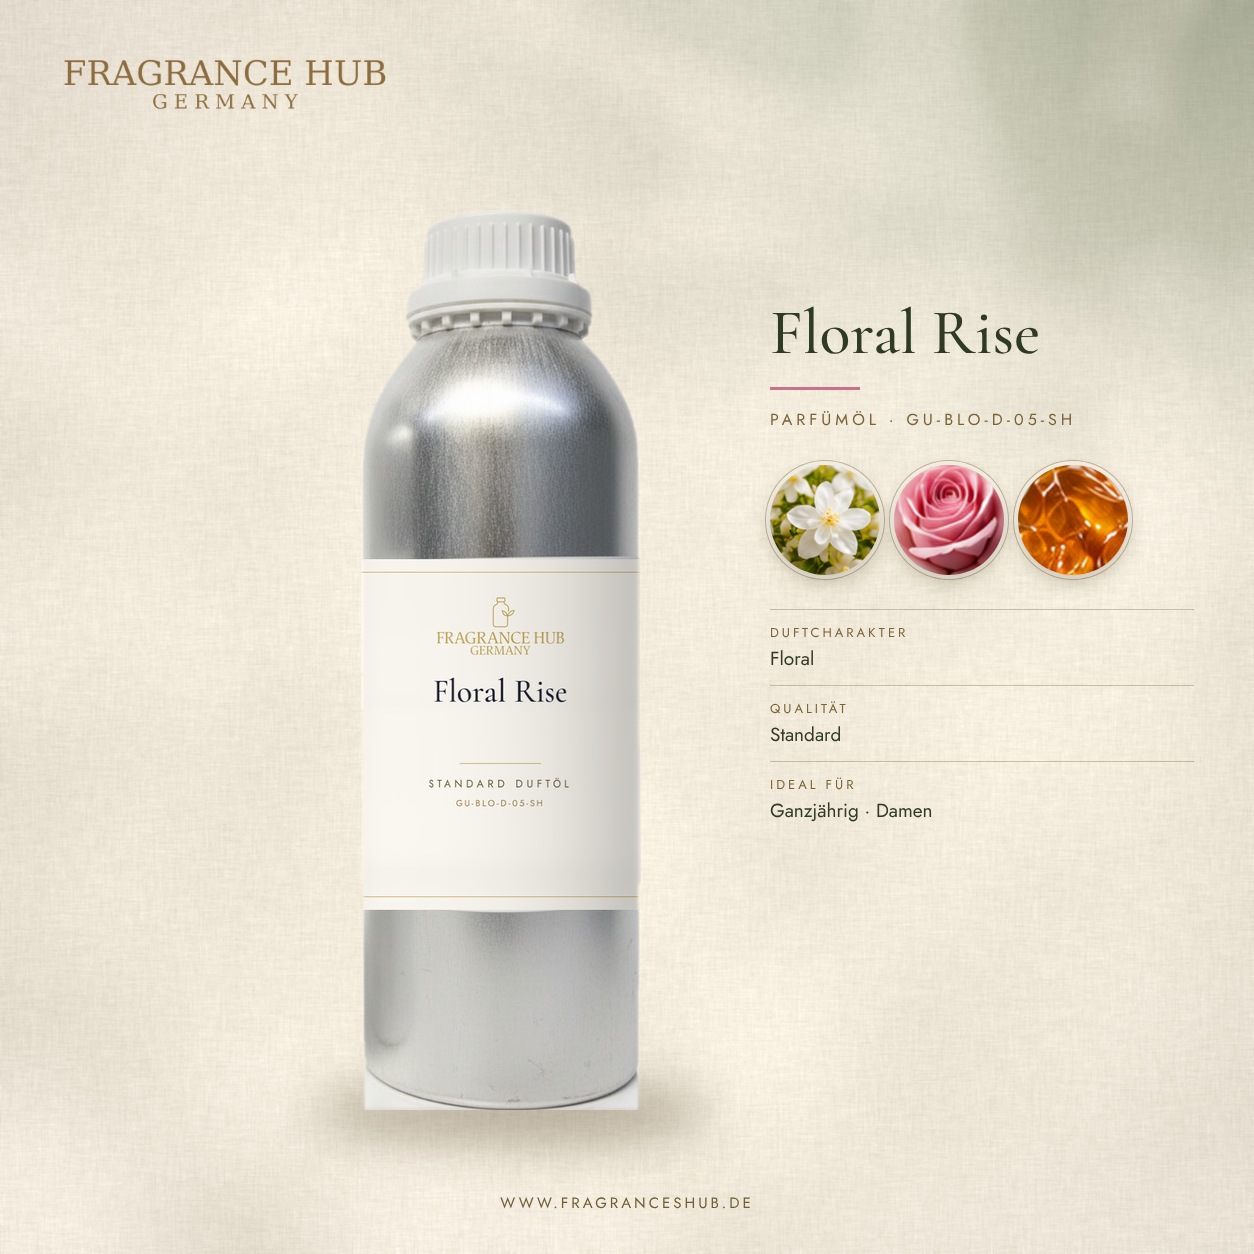 FRAGRANCE HUB
GERMANY
Floral Rise
PARFÜMÖL · GU-BLO-D-05-SH
DUFTCHARAKTER
Floral
QUALITÄT
Standard
IDEAL FÜR
Ganzjährig · Damen
FRAGRANCE HUB
GERMANY
Floral Rise
STANDARD DUFTÖL
GU-BLO-D-05-SH
WWW.FRAGRANCESHUB.DE